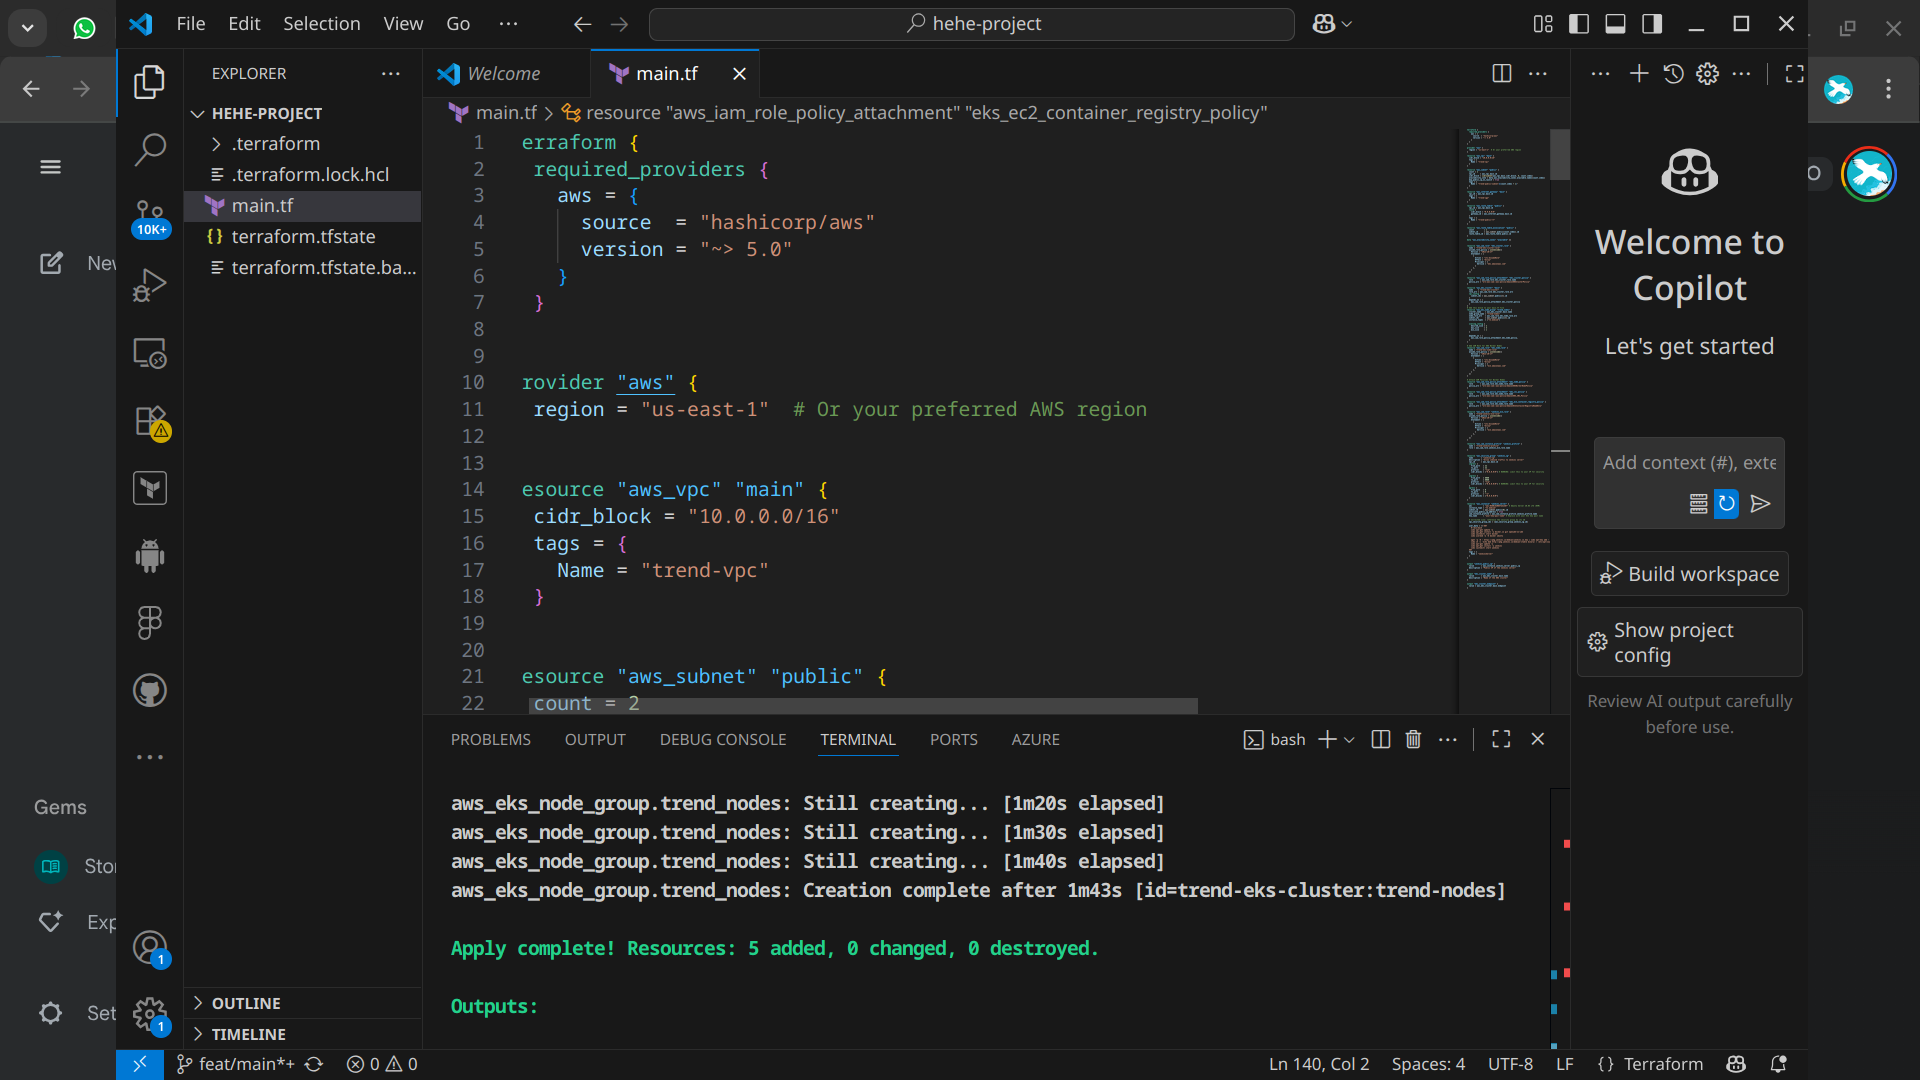 File Edit Selection View Go ··· hehe-project
EXPLORER
HEHE-PROJECT
.terraform
.terraform.lock.hcl
main.tf
terraform.tfstate
terraform.tfstate.ba...
OUTLINE
TIMELINE
10K+
1
1
New
Gems
Set
Welcome
main.tf
main.tf > resource "aws_iam_role_policy_attachment" "eks_ec2_container_registry_policy"
1 erraform {
2 required_providers {
3 aws = {
4 source = "hashicorp/aws"
5 version = "~> 5.0"
6 }
7 }
8
9
10 rovider "aws" {
11 region = "us-east-1" # Or your preferred AWS region
12
13
14 esource "aws_vpc" "main" {
15 cidr_block = "10.0.0.0/16"
16 tags = {
17 Name = "trend-vpc"
18 }
19
20
21 esource "aws_subnet" "public" {
22 count = 2
PROBLEMS OUTPUT DEBUG CONSOLE TERMINAL PORTS AZURE
bash
aws_eks_node_group.trend_nodes: Still creating... [1m20s elapsed]
aws_eks_node_group.trend_nodes: Still creating... [1m30s elapsed]
aws_eks_node_group.trend_nodes: Still creating... [1m40s elapsed]
aws_eks_node_group.trend_nodes: Creation complete after 1m43s [id=trend-eks-cluster:trend-nodes]
Apply complete! Resources: 5 added, 0 changed, 0 destroyed.
Outputs:
Welcome to
Copilot
Let's get started
Add context (#), exte
Build workspace
Show project
config
Review AI output carefully
before use.
feat/main*+ 0 0
Ln 140, Col 2 Spaces: 4 UTF-8 LF {} Terraform